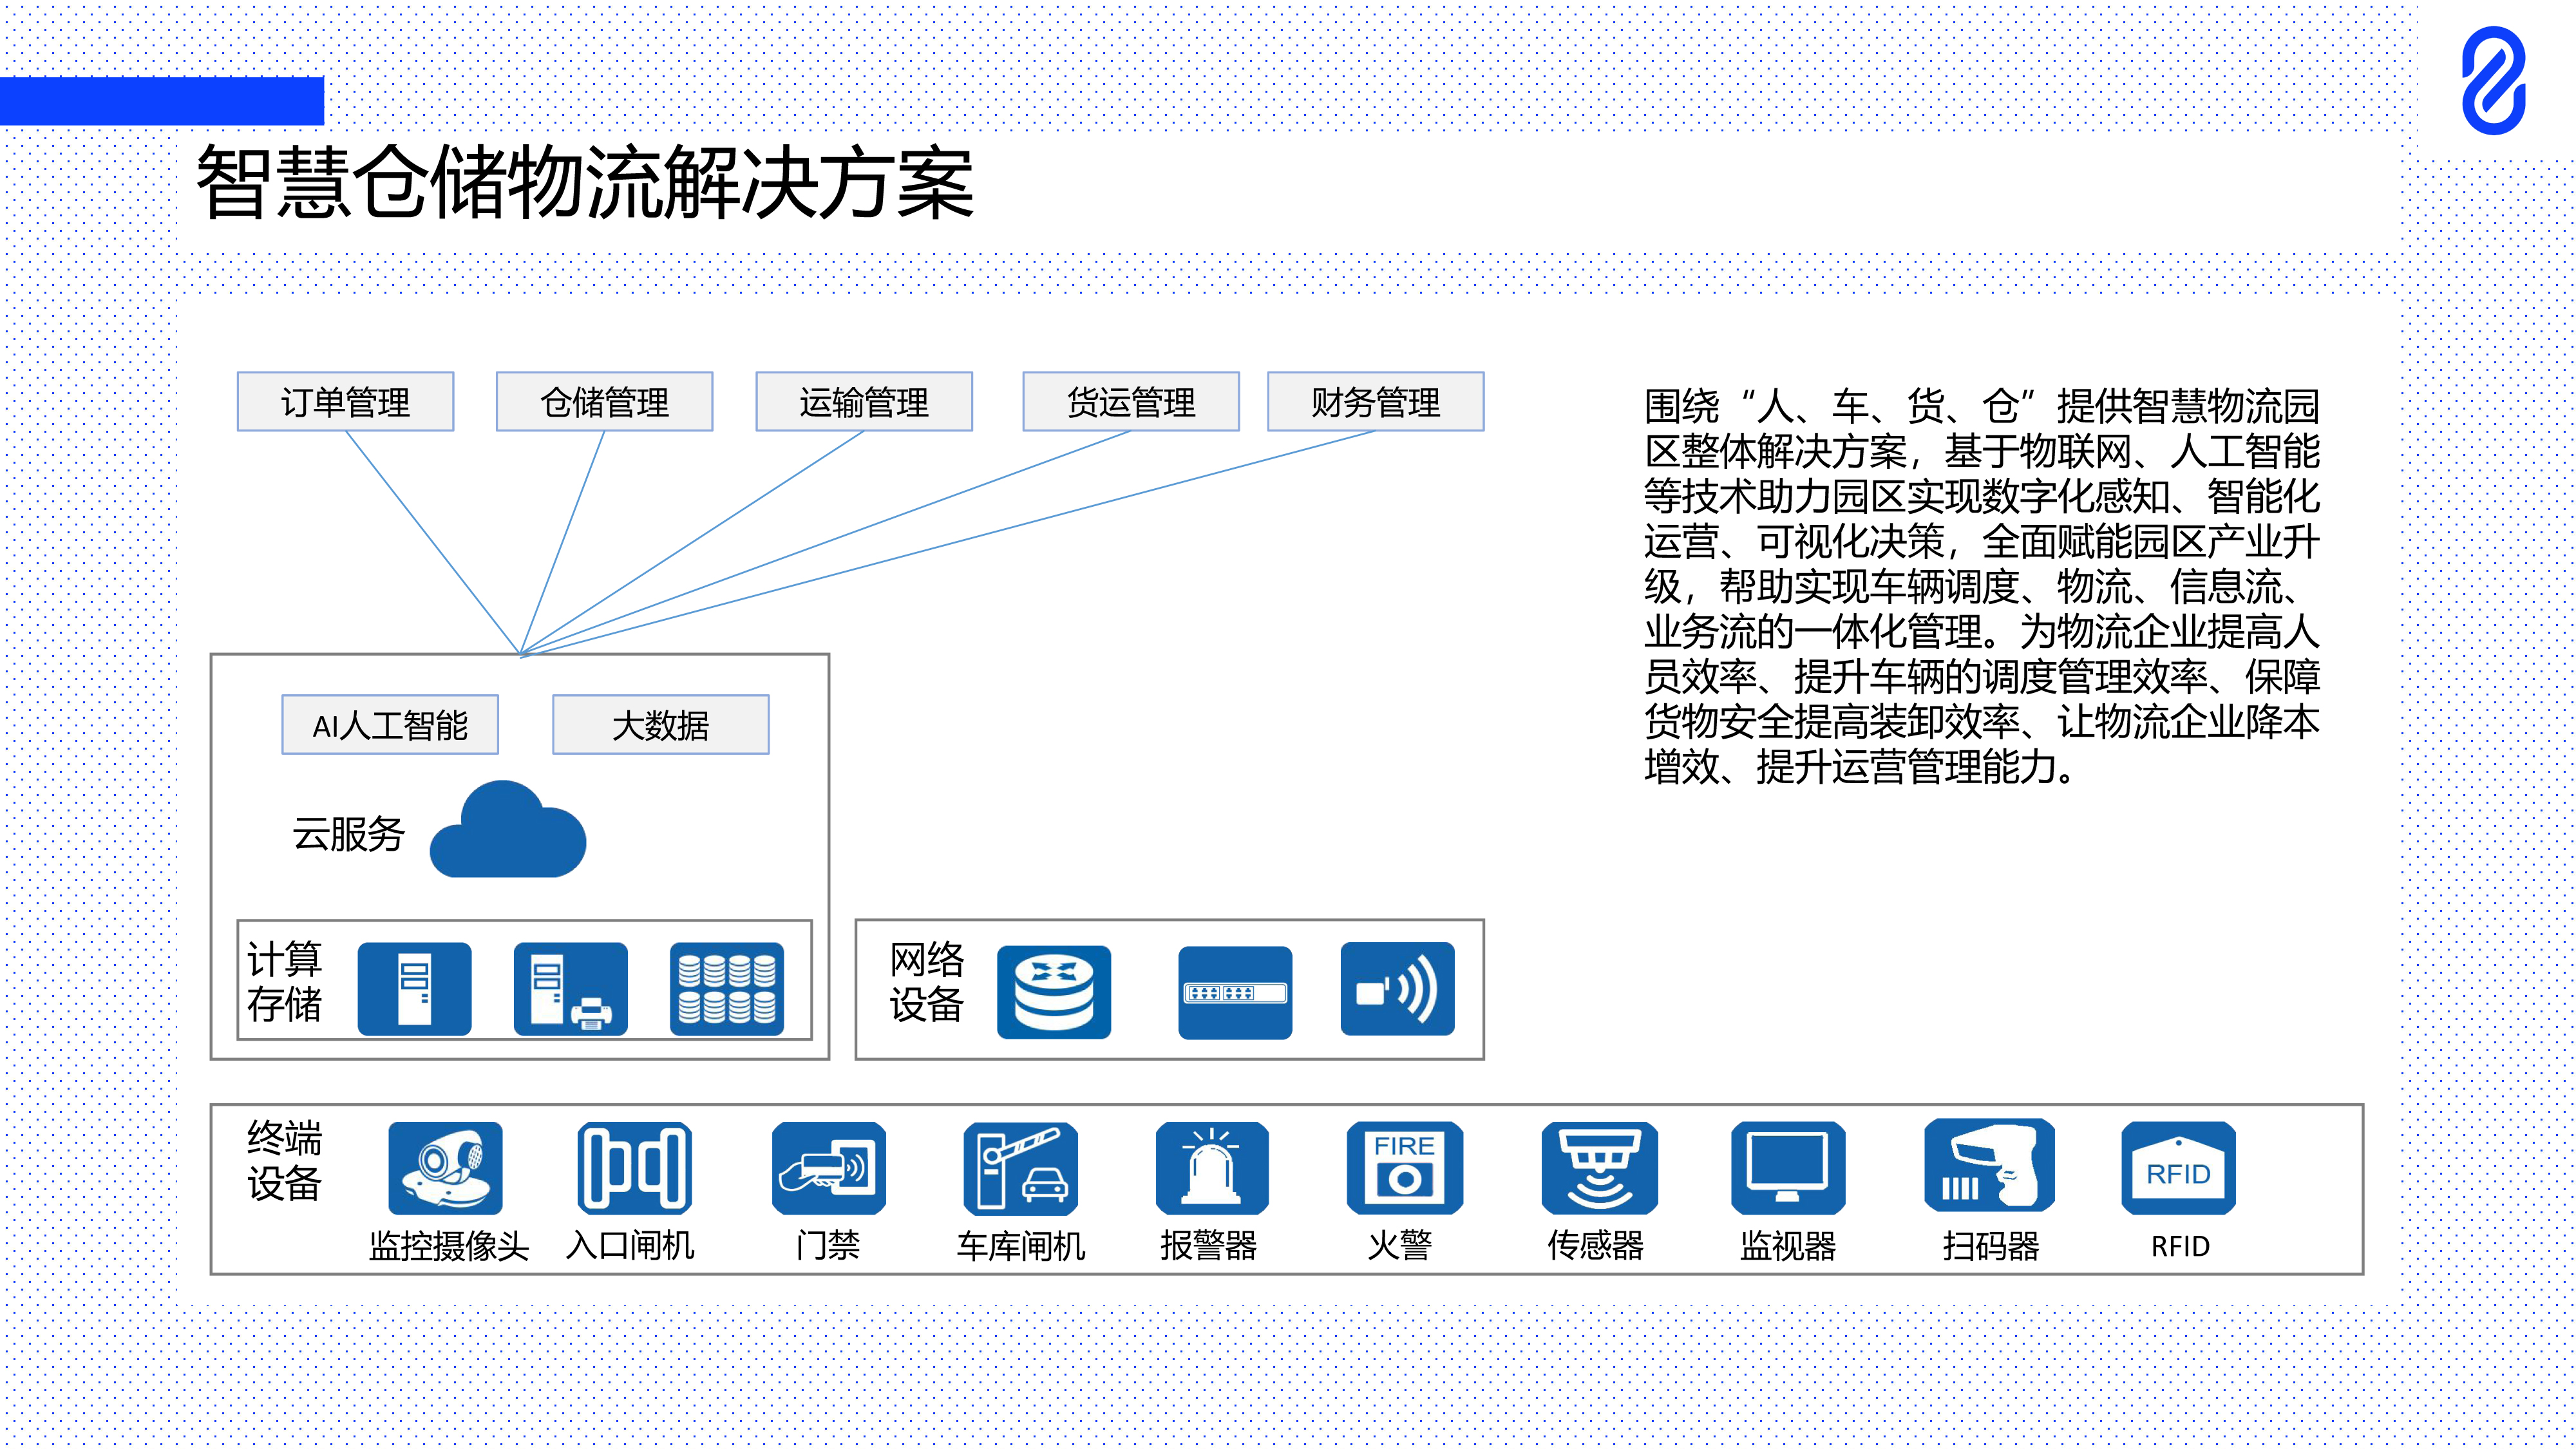 智慧仓储物流解决方案
订单管理
仓储管理
运输管理
货运管理
财务管理
围绕“人、车、货、仓”提供智慧物流园
区整体解决方案，基于物联网、人工智能
等技术助力园区实现数字化感知、智能化
运营、可视化决策，全面赋能园区产业升
级，帮助实现车辆调度、物流、信息流、
业务流的一体化管理。为物流企业提高人
员效率、提升车辆的调度管理效率、保障
货物安全提高装卸效率、让物流企业降本
增效、提升运营管理能力。
AI人工智能
大数据
云服务
计算
存储
网络
设备
终端
设备
FIRE
RFID
监控摄像头
入口闸机
门禁
车库闸机
报警器
火警
传感器
监视器
扫码器
RFID